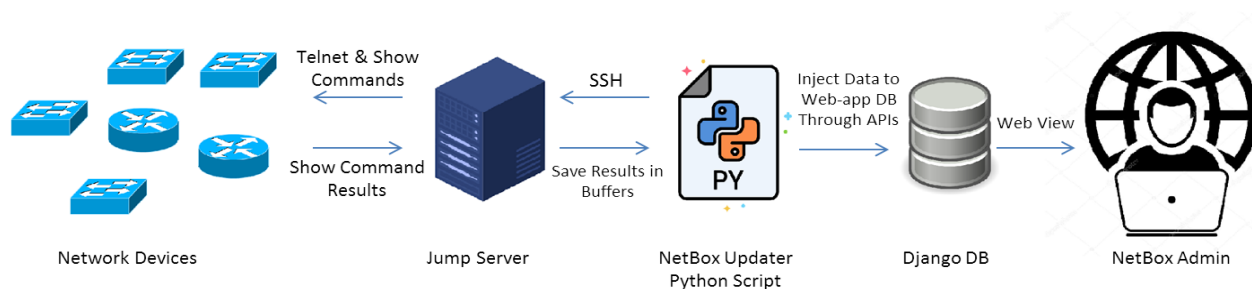 Telnet & Show
Commands
Show Command
Results
SSH
Save Results in
Buffers
PY
Inject Data to
Web-app DB
Through APIs
Web View
Network Devices
Jump Server
NetBox Updater
Python Script
Django DB
NetBox Admin